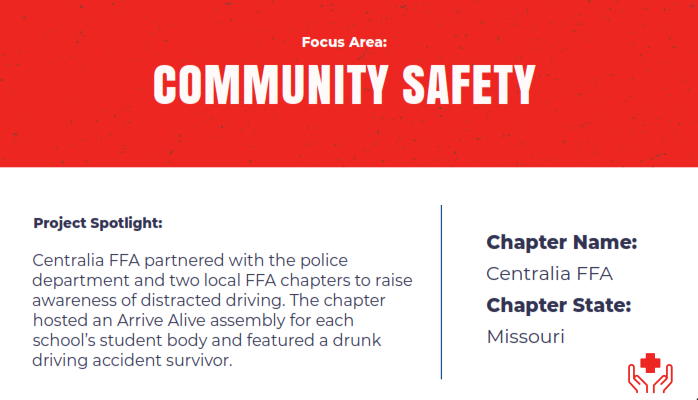 Focus Area:
COMMUNITY SAFETY
Project Spotlight:
Centralia FFA partnered with the police
department and two local FFA chapters to raise
awareness of distracted driving. The chapter
hosted an Arrive Alive assembly for each
school’s student body and featured a drunk
driving accident survivor.
Chapter Name:
Centralia FFA
Chapter State:
Missouri